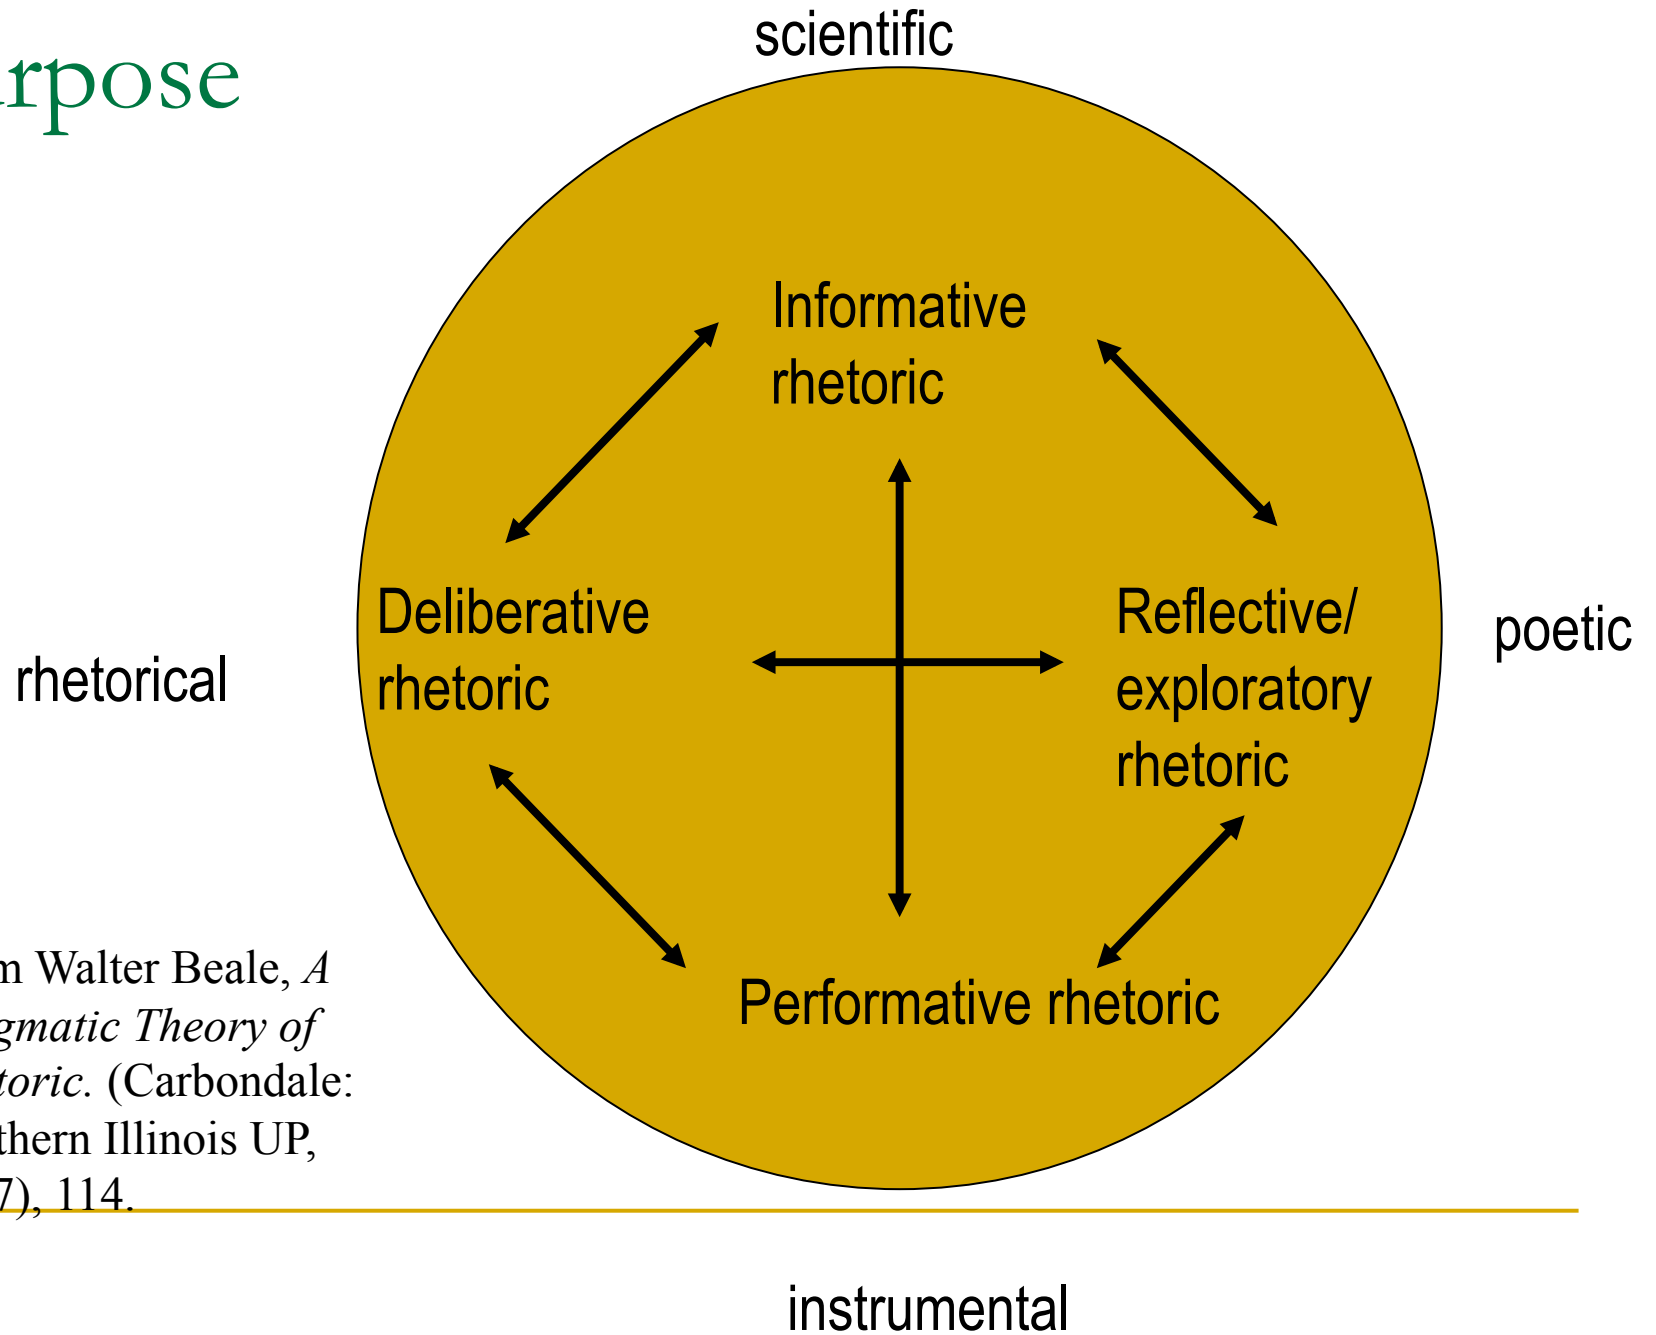 scientific
rpose
Informative
rhetoric
Deliberative
rhetoric
Reflective/
exploratory
rhetoric
poetic
rhetorical
m Walter Beale, A
gmatic Theory of
toric. (Carbondale:
thern Illinois UP,
7), 114.
Performative rhetoric
instrumental